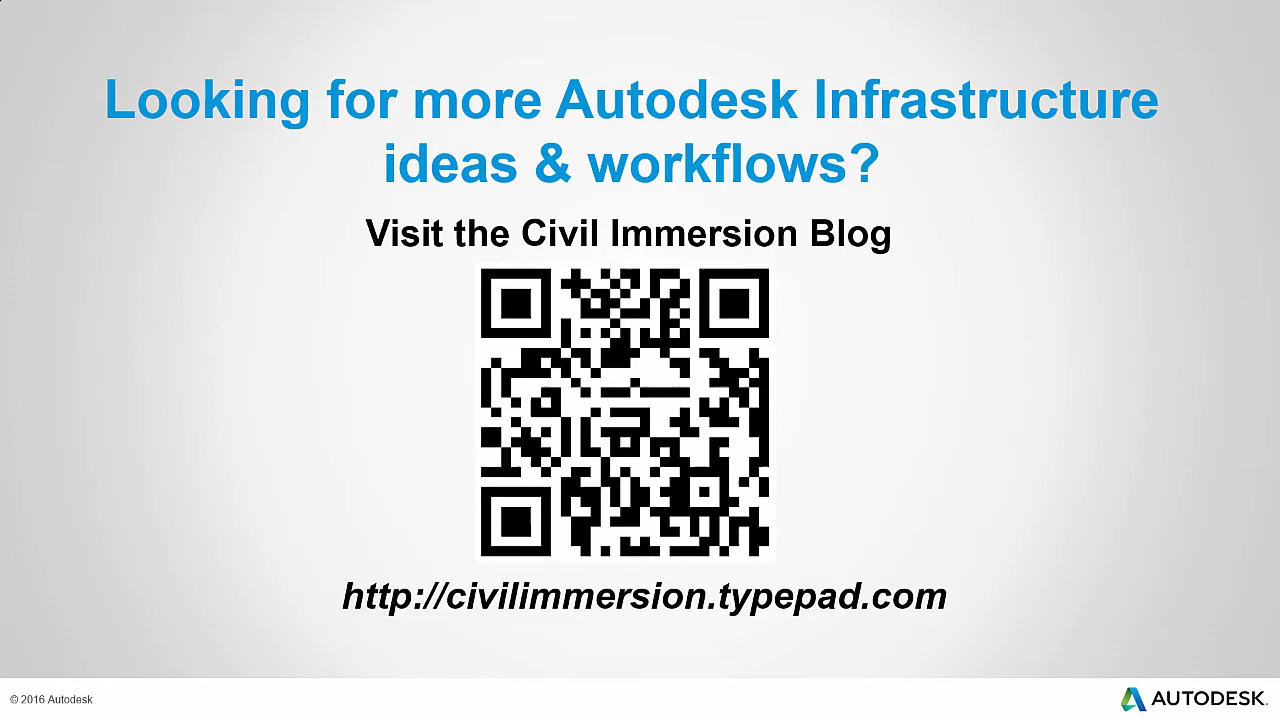 Looking for more Autodesk Infrastructure
ideas & workflows?
Visit the Civil Immersion Blog
http://civilimmersion.typepad.com
© 2016 Autodesk
AUTODESK.